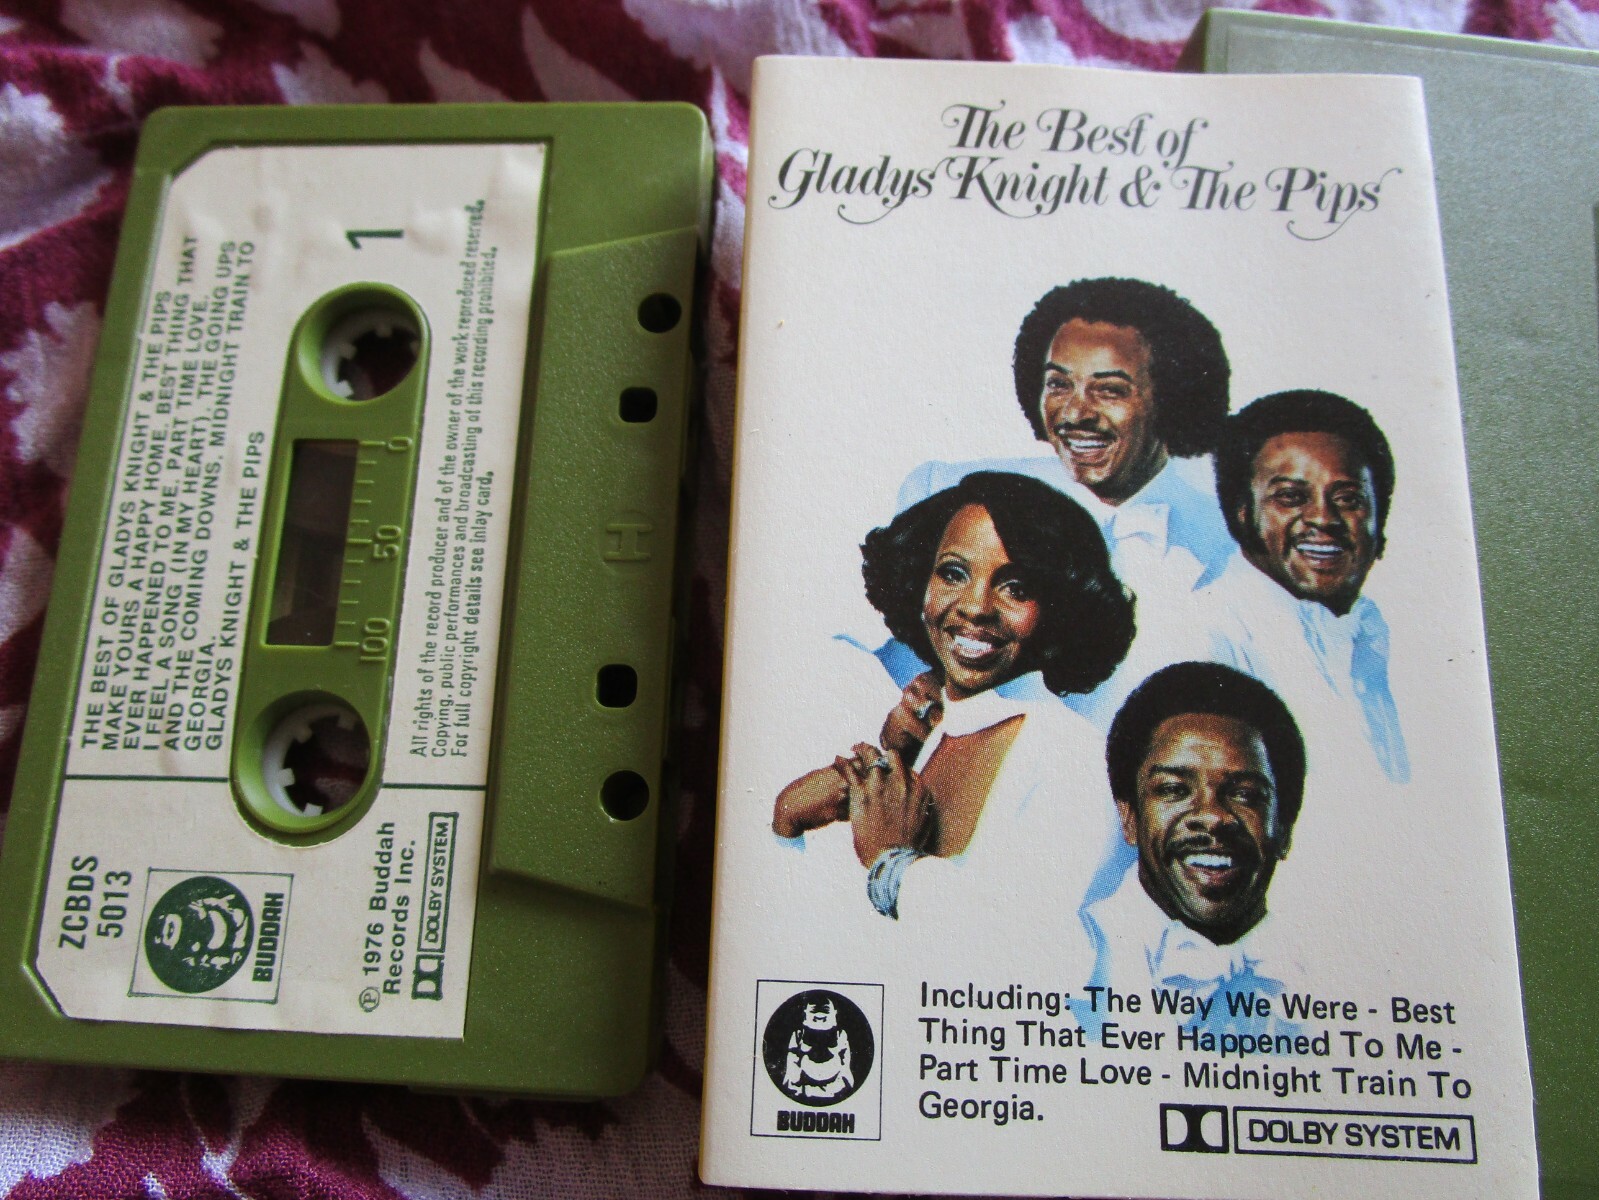 THE BEST OF GLADYS KNIGHT & THE PIPS
MAKE YOURS A HAPPY HOME. BEST THING THAT
EVER HAPPENED TO ME. PART TIME LOVE.
I FEEL A SONG (IN MY HEART). THE GOING UPS
AND THE COMING DOWNS. MIDNIGHT TRAIN TO
GEORGIA.
GLADYS KNIGHT & THE PIPS
1
0
50
100
All rights of the record producer and of the owner of the work reproduced reserved.
Copying, public performances and broadcasting of this recording prohibited.
For full copyright details see inlay card.
ZCBDS
5013
BUDDAH
℗ 1976 Buddah
Records Inc.
DOLBY SYSTEM
H
The Best of
Gladys Knight & The Pips
Including: The Way We Were - Best
Thing That Ever Happened To Me -
Part Time Love - Midnight Train To
Georgia.
BUDDAH
DOLBY SYSTEM